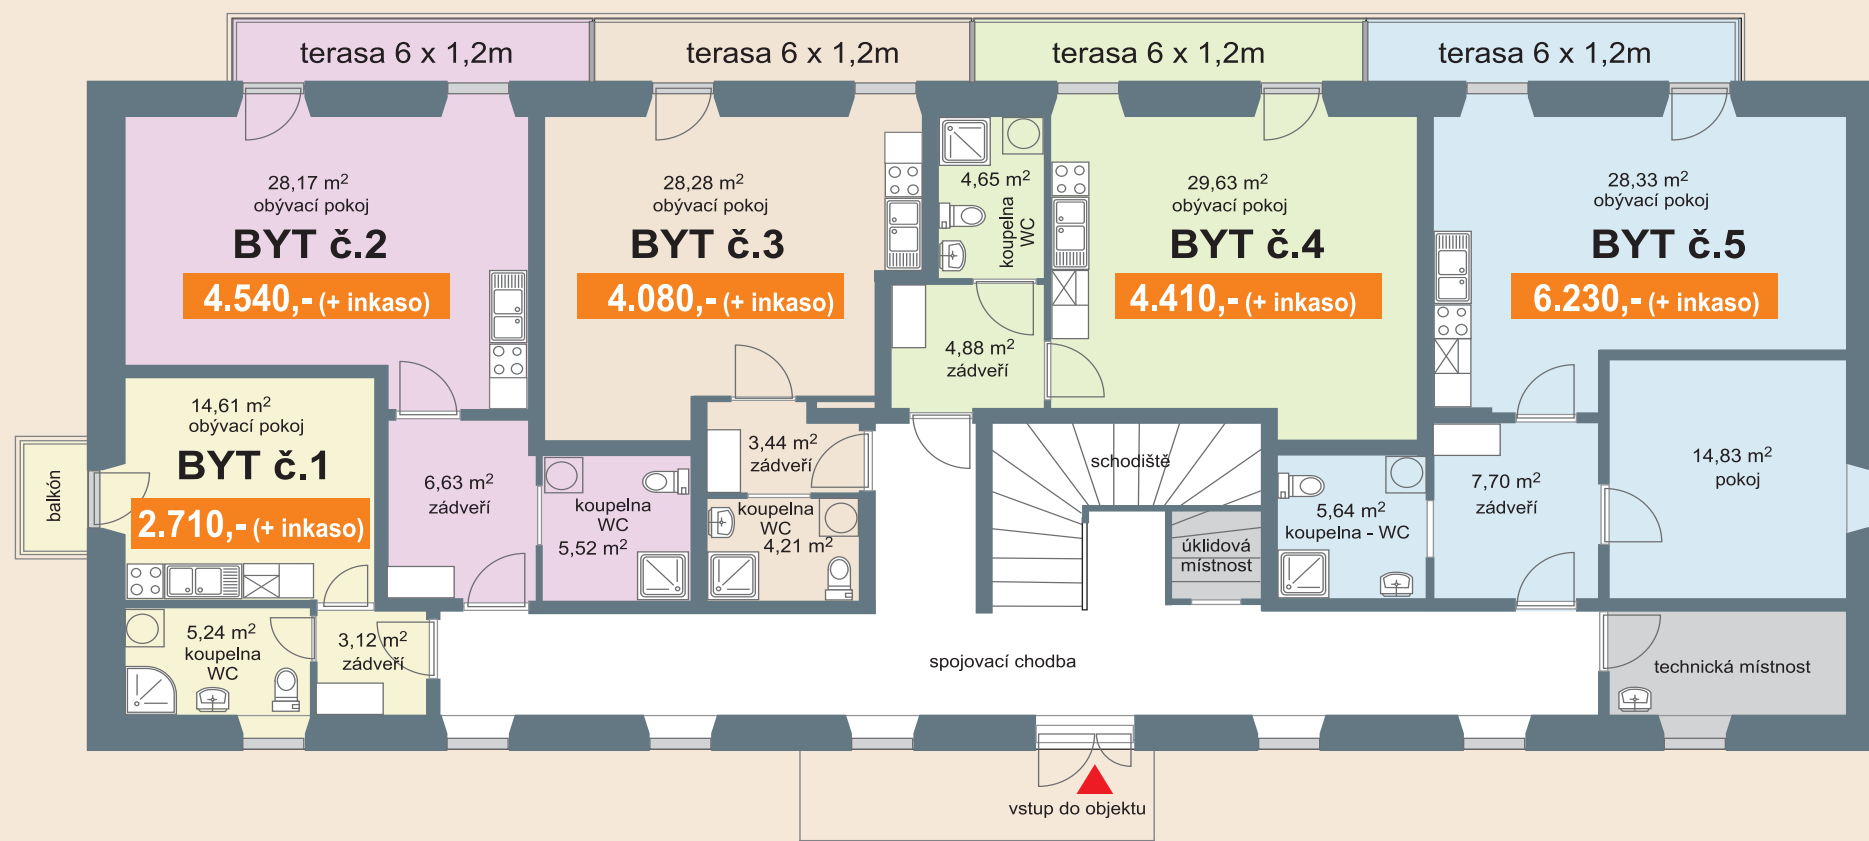 terasa 6 x 1,2m
terasa 6 x 1,2m
terasa 6 x 1,2m
terasa 6 x 1,2m
28,17 m²
obývací pokoj
BYT č.2
4.540,- (+ inkaso)
28,28 m²
obývací pokoj
BYT č.3
4.080,- (+ inkaso)
4,65 m²
koupelna
WC
29,63 m²
obývací pokoj
BYT č.4
4.410,- (+ inkaso)
28,33 m²
obývací pokoj
BYT č.5
6.230,- (+ inkaso)
4,88 m²
zádveří
14,61 m²
obývací pokoj
BYT č.1
2.710,- (+ inkaso)
balkón
6,63 m²
zádveří
koupelna
WC
5,52 m²
3,44 m²
zádveří
koupelna
WC
4,21 m²
schodiště
úklidová
místnost
5,64 m²
koupelna - WC
7,70 m²
zádveří
14,83 m²
pokoj
5,24 m²
koupelna
WC
3,12 m²
zádveří
spojovací chodba
technická místnost
vstup do objektu